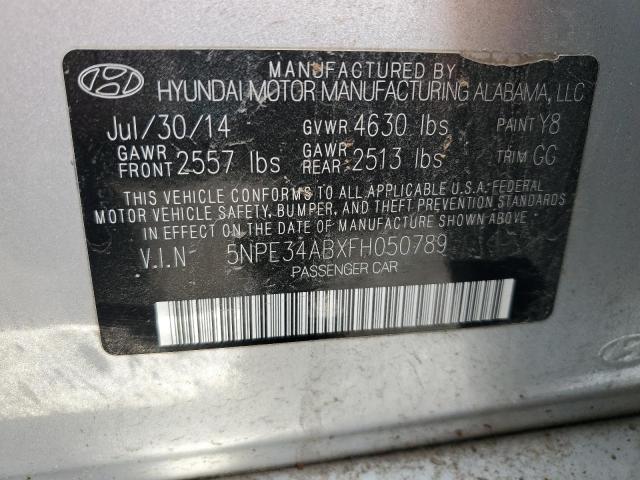 MANUFACTURED BY
HYUNDAI MOTOR MANUFACTURING ALABAMA, LLC
Jul/30/14 GVWR 4630 lbs PAINT Y8
GAWR FRONT 2557 lbs GAWR REAR 2513 lbs TRIM GG
THIS VEHICLE CONFORMS TO ALL APPLICABLE U.S.A. FEDERAL
MOTOR VEHICLE SAFETY, BUMPER, AND THEFT PREVENTION STANDARDS
IN EFFECT ON THE DATE OF MANUFACTURE SHOWN ABOVE.
V.I.N 5NPE34ABXFH050789
PASSENGER CAR